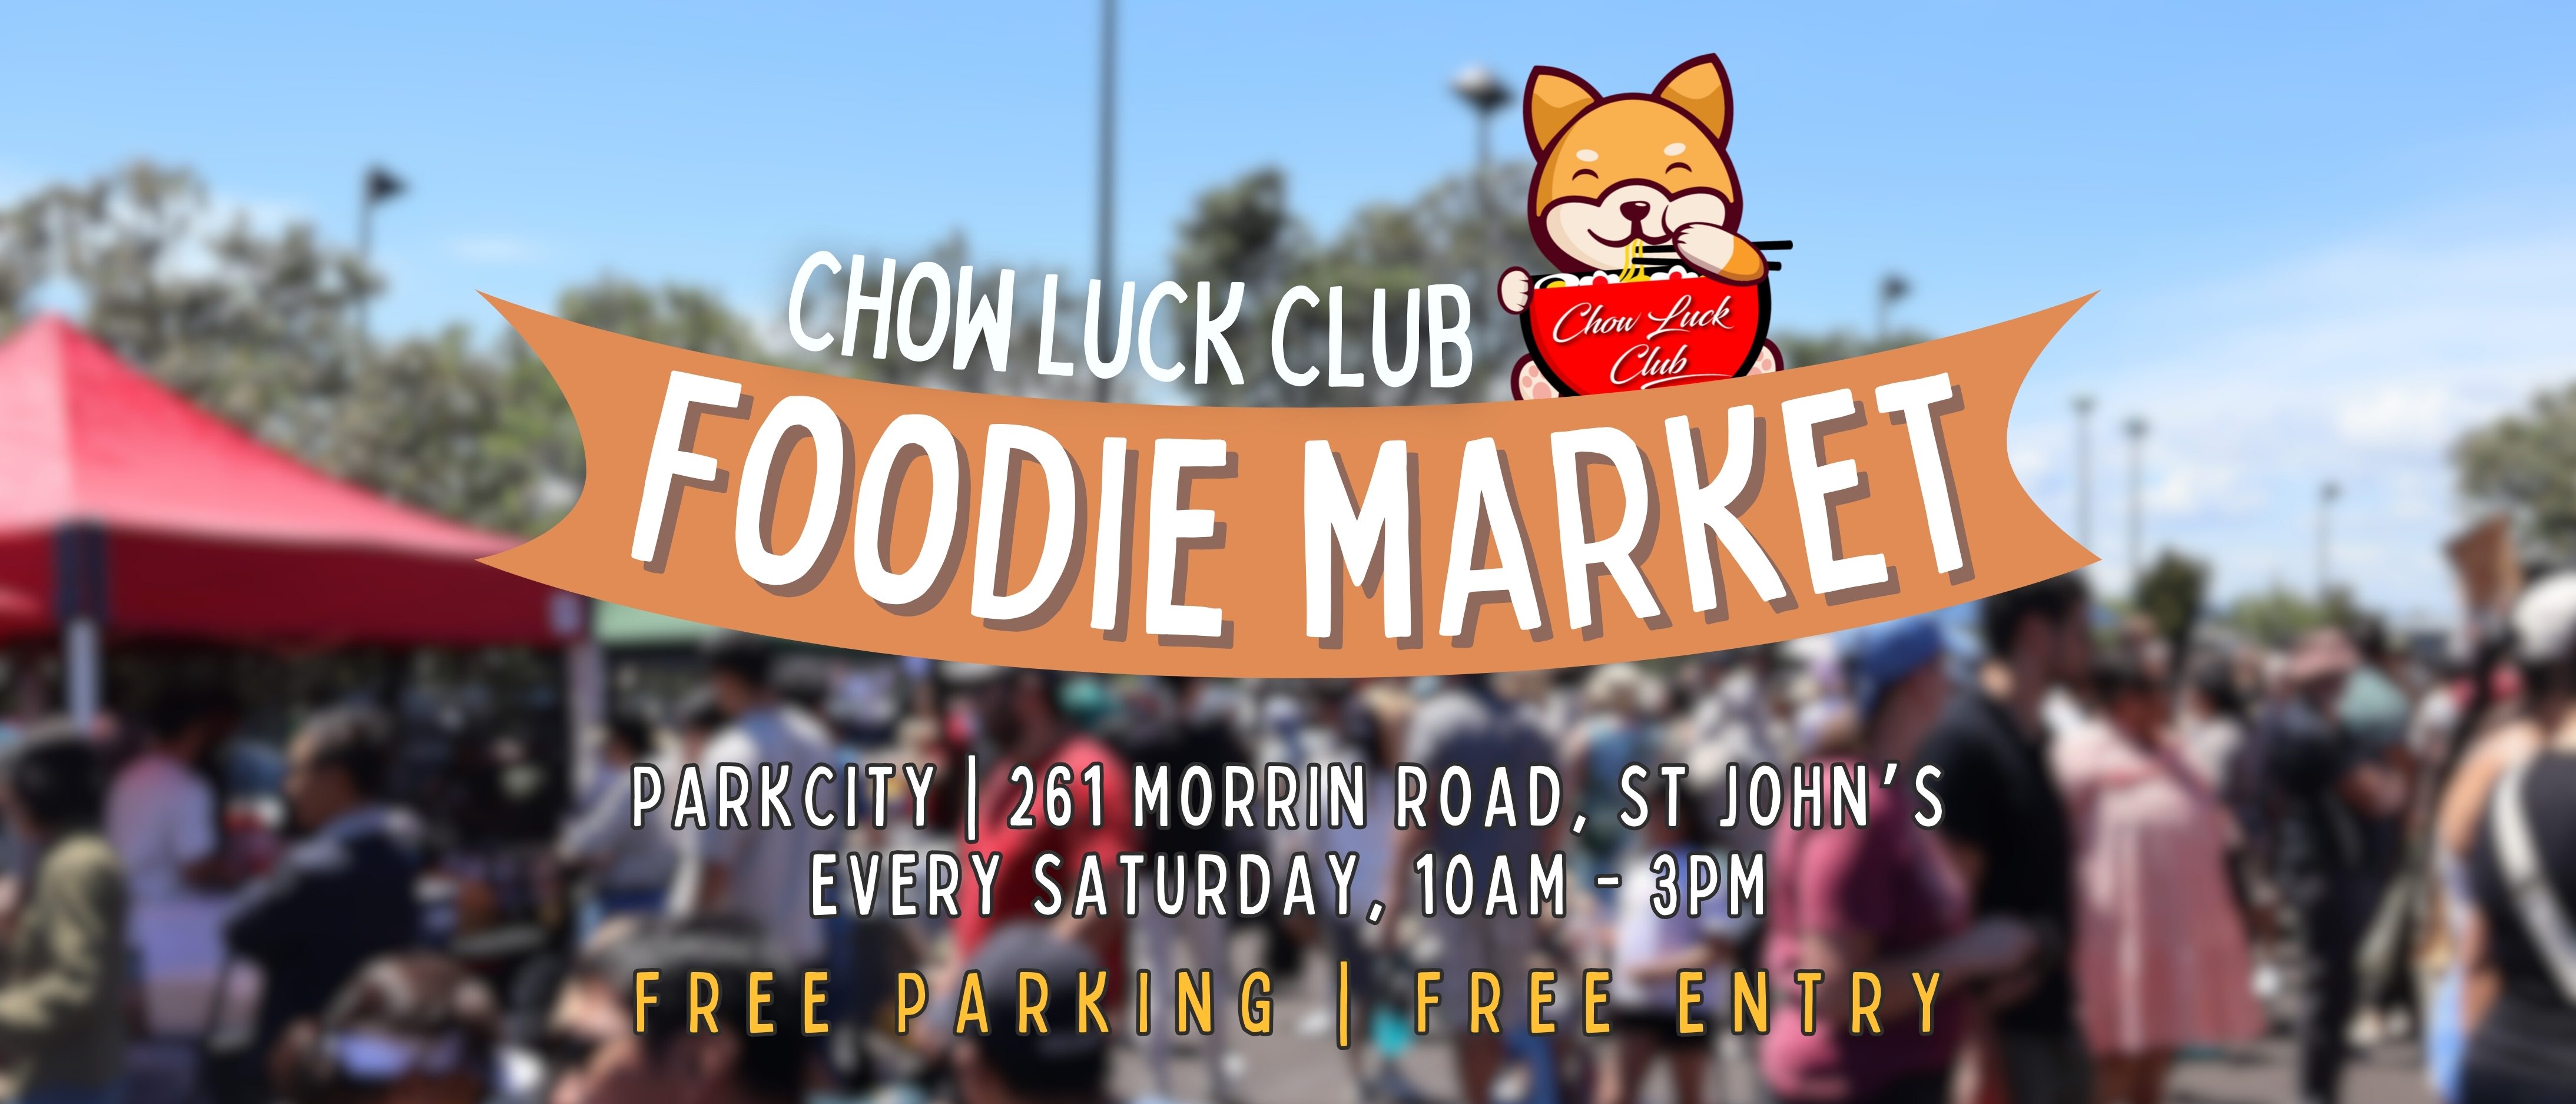 CHOW LUCK CLUB
Chow Luck
Club
FOODIE MARKET
PARKCITY | 261 MORRIN ROAD, ST JOHN'S
EVERY SATURDAY, 10AM - 3PM
FREE PARKING | FREE ENTRY